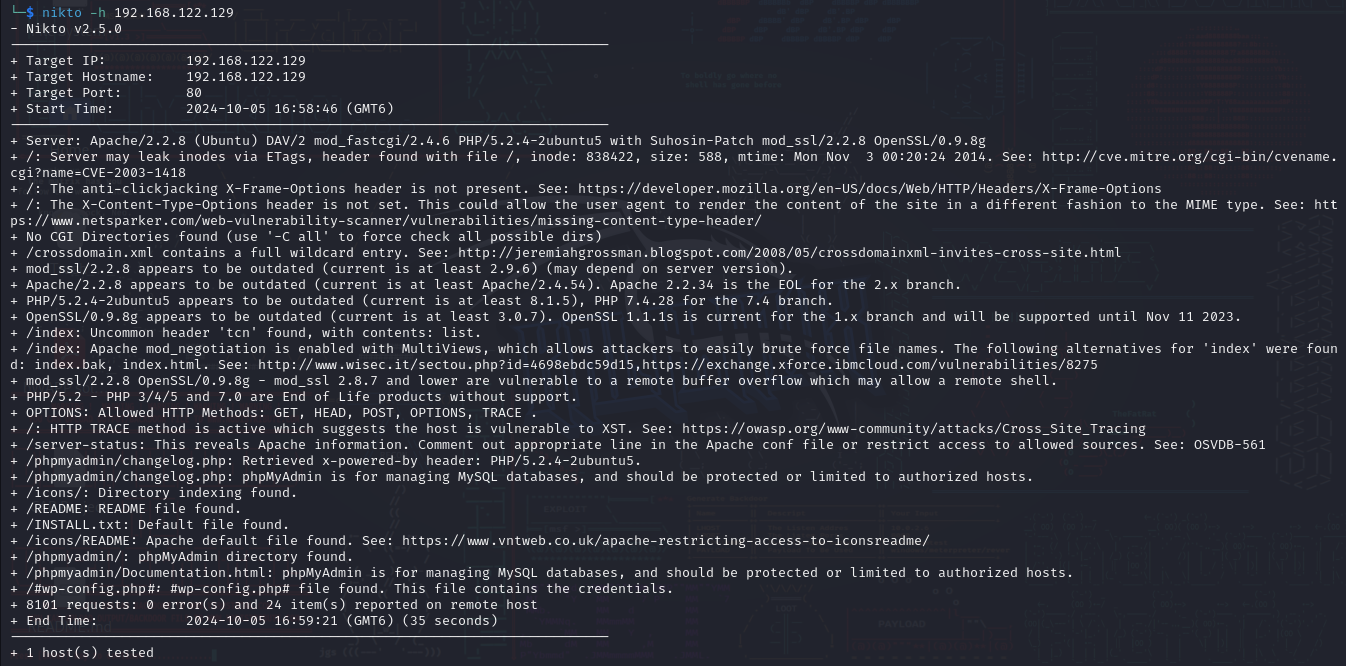 └─$ nikto -h 192.168.122.129
- Nikto v2.5.0
+ Target IP: 192.168.122.129
+ Target Hostname: 192.168.122.129
+ Target Port: 80
+ Start Time: 2024-10-05 16:58:46 (GMT6)
+ Server: Apache/2.2.8 (Ubuntu) DAV/2 mod_fastcgi/2.4.6 PHP/5.2.4-2ubuntu5 with Suhosin-Patch mod_ssl/2.2.8 OpenSSL/0.9.8g
+ /: Server may leak inodes via ETags, header found with file /, inode: 838422, size: 588, mtime: Mon Nov  3 00:20:24 2014. See: http://cve.mitre.org/cgi-bin/cvename.
cgi?name=CVE-2003-1418
+ /: The anti-clickjacking X-Frame-Options header is not present. See: https://developer.mozilla.org/en-US/docs/Web/HTTP/Headers/X-Frame-Options
+ /: The X-Content-Type-Options header is not set. This could allow the user agent to render the content of the site in a different fashion to the MIME type. See: htt
ps://www.netsparker.com/web-vulnerability-scanner/vulnerabilities/missing-content-type-header/
+ No CGI Directories found (use '-C all' to force check all possible dirs)
+ /crossdomain.xml contains a full wildcard entry. See: http://jeremiahgrossman.blogspot.com/2008/05/crossdomainxml-invites-cross-site.html
+ mod_ssl/2.2.8 appears to be outdated (current is at least 2.9.6) (may depend on server version).
+ Apache/2.2.8 appears to be outdated (current is at least Apache/2.4.54). Apache 2.2.34 is the EOL for the 2.x branch.
+ PHP/5.2.4-2ubuntu5 appears to be outdated (current is at least 8.1.5), PHP 7.4.28 for the 7.4 branch.
+ OpenSSL/0.9.8g appears to be outdated (current is at least 3.0.7). OpenSSL 1.1.1s is current for the 1.x branch and will be supported until Nov 11 2023.
+ /index: Uncommon header 'tcn' found, with contents: list.
+ /index: Apache mod_negotiation is enabled with MultiViews, which allows attackers to easily brute force file names. The following alternatives for 'index' were foun
d: index.bak, index.html. See: http://www.wisec.it/sectou.php?id=4698ebdc59d15,https://exchange.xforce.ibmcloud.com/vulnerabilities/8275
+ mod_ssl/2.2.8 OpenSSL/0.9.8g - mod_ssl 2.8.7 and lower are vulnerable to a remote buffer overflow which may allow a remote shell.
+ PHP/5.2 - PHP 3/4/5 and 7.0 are End of Life products without support.
+ OPTIONS: Allowed HTTP Methods: GET, HEAD, POST, OPTIONS, TRACE .
+ /: HTTP TRACE method is active which suggests the host is vulnerable to XST. See: https://owasp.org/www-community/attacks/Cross_Site_Tracing
+ /server-status: This reveals Apache information. Comment out appropriate line in the Apache conf file or restrict access to allowed sources. See: OSVDB-561
+ /phpmyadmin/changelog.php: Retrieved x-powered-by header: PHP/5.2.4-2ubuntu5.
+ /phpmyadmin/changelog.php: phpMyAdmin is for managing MySQL databases, and should be protected or limited to authorized hosts.
+ /icons/: Directory indexing found.
+ /README: README file found.
+ /INSTALL.txt: Default file found.
+ /icons/README: Apache default file found. See: https://www.vntweb.co.uk/apache-restricting-access-to-iconsreadme/
+ /phpmyadmin/: phpMyAdmin directory found.
+ /phpmyadmin/Documentation.html: phpMyAdmin is for managing MySQL databases, and should be protected or limited to authorized hosts.
+ /#wp-config.php#: #wp-config.php# file found. This file contains the credentials.
+ 8101 requests: 0 error(s) and 24 item(s) reported on remote host
+ End Time: 2024-10-05 16:59:21 (GMT6) (35 seconds)
+ 1 host(s) tested